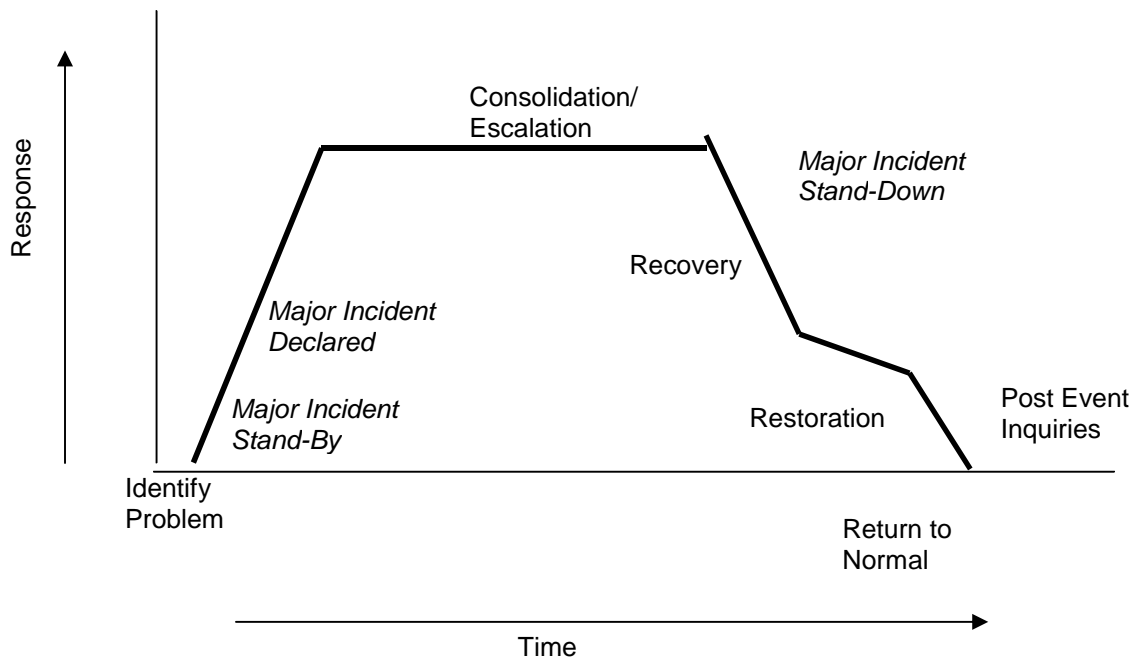 Consolidation/
Escalation
Response
Major Incident
Stand-Down
Recovery
Major Incident
Declared
Major Incident
Stand-By
Restoration
Post Event
Inquiries
Identify
Problem
Return to
Normal
Time